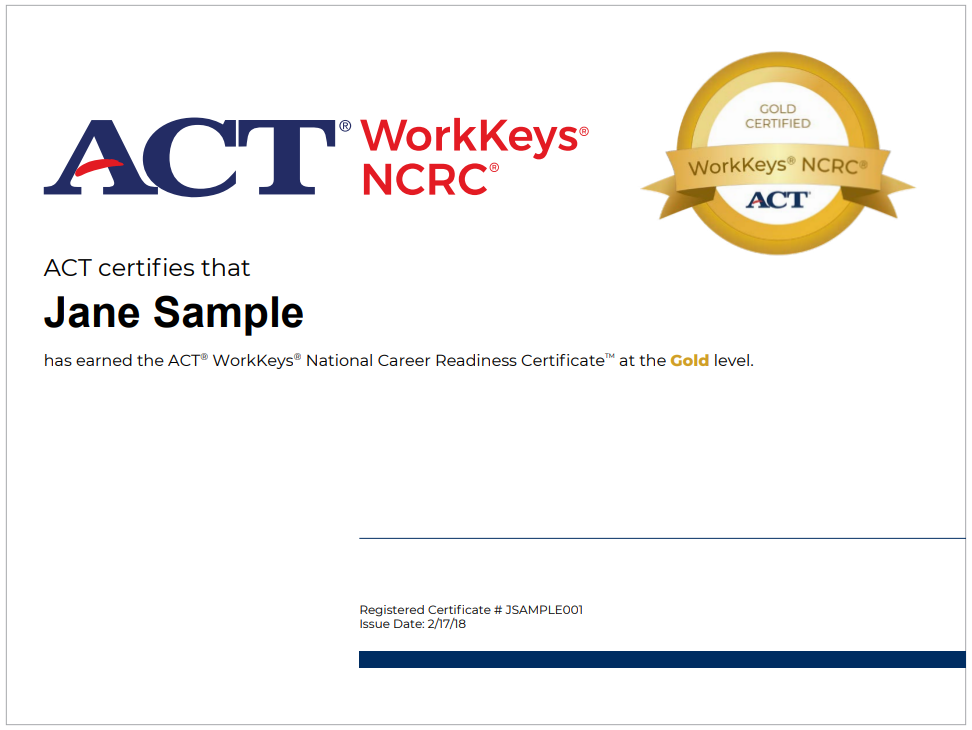 ACT® WorkKeys®
NCRC®
GOLD
CERTIFIED
WorkKeys® NCRC®
ACT®
ACT certifies that
Jane Sample
has earned the ACT® WorkKeys® National Career Readiness Certificate™ at the Gold level.
Registered Certificate # JSAMPLE001
Issue Date: 2/17/18